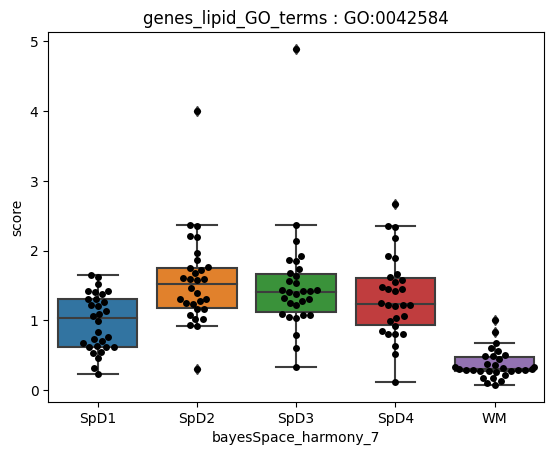 genes_lipid_GO_terms : GO:0042584
5
4
3
2
1
0
score
SpD1 SpD2 SpD3 SpD4 WM
bayesSpace_harmony_7